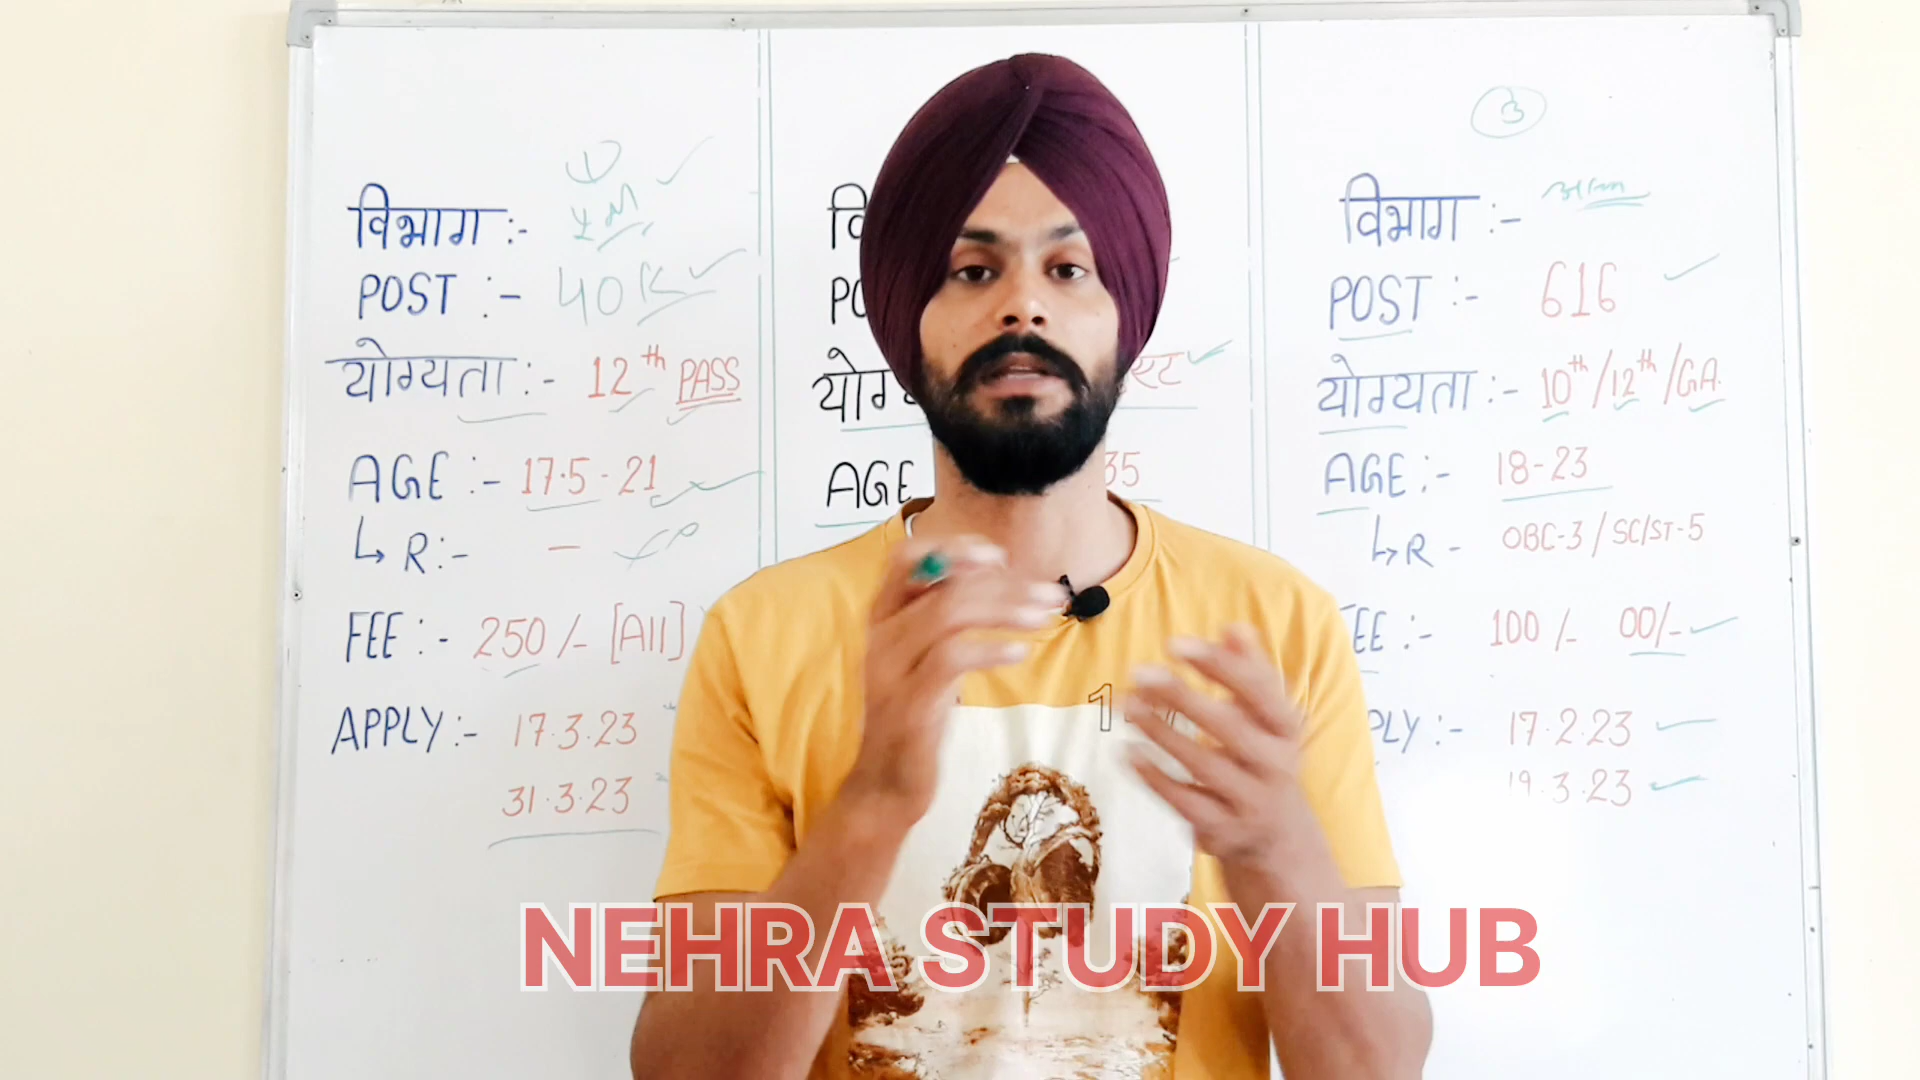 1
विभाग :-
POST :- 40K
योग्यता :- 12th PASS
AGE :- 17.5 - 21
↳ R :- —
FEE :- 250/- [All]
APPLY :- 17.3.23
31.3.23
AGE 35
3
विभाग :-
POST :- 616
योग्यता :- 10th/12th/GA.
AGE :- 18-23
↳ R - OBC-3/SC/ST-5
EE :- 100/- 00/-
PLY :- 17.2.23
19.3.23
NEHRA STUDY HUB